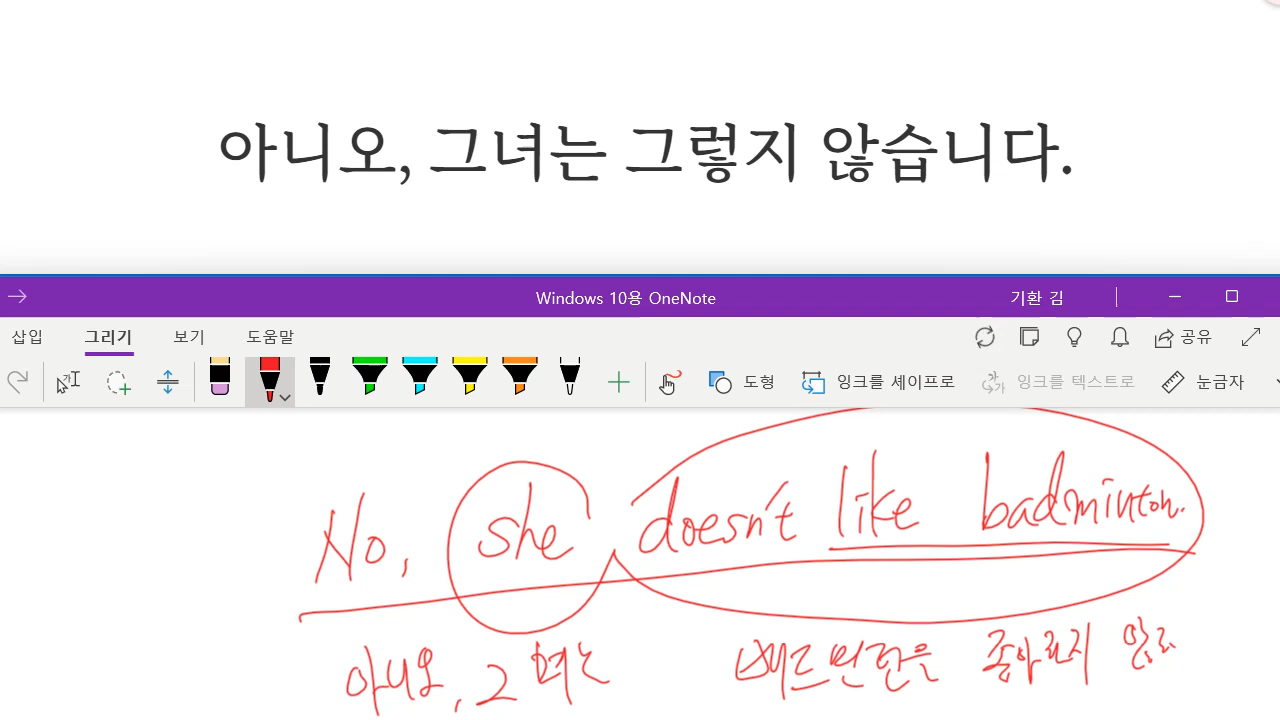 아니오, 그녀는 그렇지 않습니다.
Windows 10용 OneNote 기환 김
삽입 그리기 보기 도움말 공유
가 도형 잉크를 셰이프로 잉크를 텍스트로 눈금자
No, she doesn't like badminton.
아니오, 그녀는 배드민턴을 좋아하지